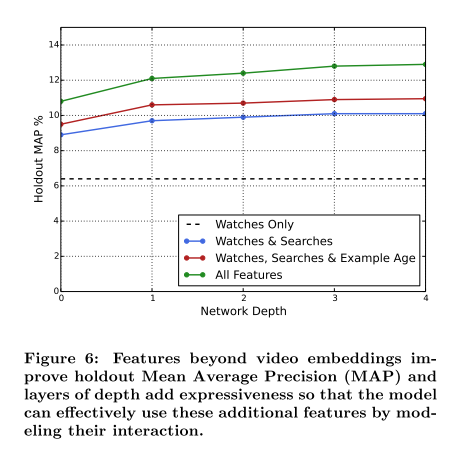 14
12
10
8
6
4
2
0
Holdout MAP %
Watches Only
Watches & Searches
Watches, Searches & Example Age
All Features
0 1 2 3 4
Network Depth
Figure 6: Features beyond video embeddings im-
prove holdout Mean Average Precision (MAP) and
layers of depth add expressiveness so that the model
can effectively use these additional features by mod-
eling their interaction.